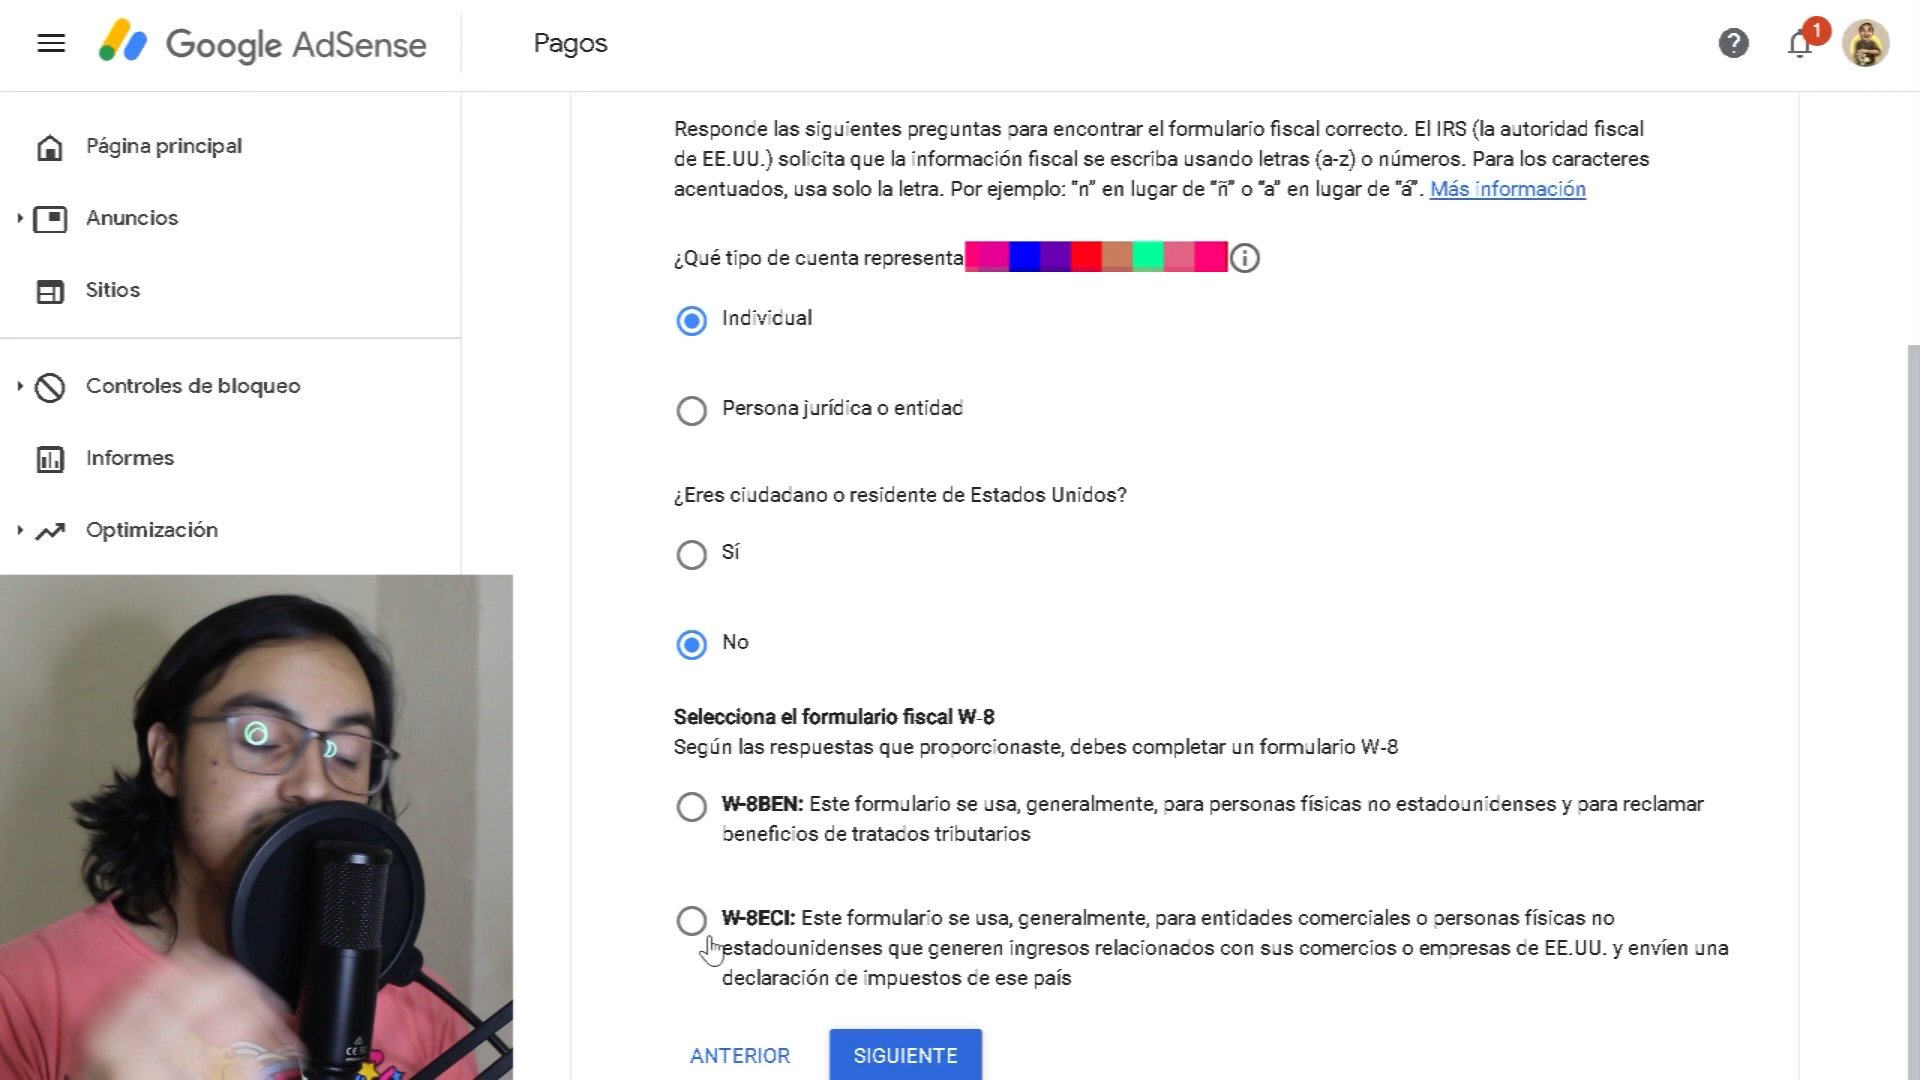 Google AdSense
Pagos
1
Página principal
Anuncios
Sitios
Controles de bloqueo
Informes
Optimización
Responde las siguientes preguntas para encontrar el formulario fiscal correcto. El IRS (la autoridad fiscal
de EE.UU.) solicita que la información fiscal se escriba usando letras (a-z) o números. Para los caracteres
acentuados, usa solo la letra. Por ejemplo: "n" en lugar de "ñ" o "a" en lugar de "á". Más información
¿Qué tipo de cuenta representa
Individual
Persona jurídica o entidad
¿Eres ciudadano o residente de Estados Unidos?
Sí
No
Selecciona el formulario fiscal W-8
Según las respuestas que proporcionaste, debes completar un formulario W-8
W-8BEN: Este formulario se usa, generalmente, para personas físicas no estadounidenses y para reclamar
beneficios de tratados tributarios
W-8ECI: Este formulario se usa, generalmente, para entidades comerciales o personas físicas no
estadounidenses que generen ingresos relacionados con sus comercios o empresas de EE.UU. y envíen una
declaración de impuestos de ese país
ANTERIOR
SIGUIENTE